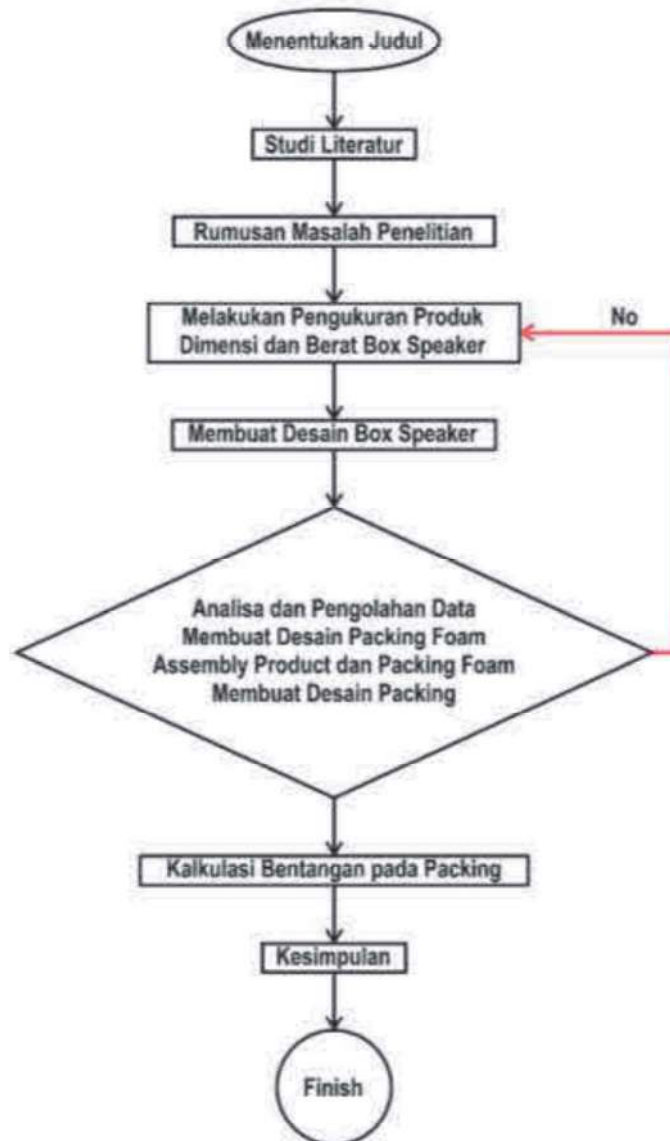 Menentukan Judul
Studi Literatur
Rumusan Masalah Penelitian
Melakukan Pengukuran Produk
Dimensi dan Berat Box Speaker
No
Membuat Desain Box Speaker
Analisa dan Pengolahan Data
Membuat Desain Packing Foam
Assembly Product dan Packing Foam
Membuat Desain Packing
Kalkulasi Bentangan pada Packing
Kesimpulan
Finish